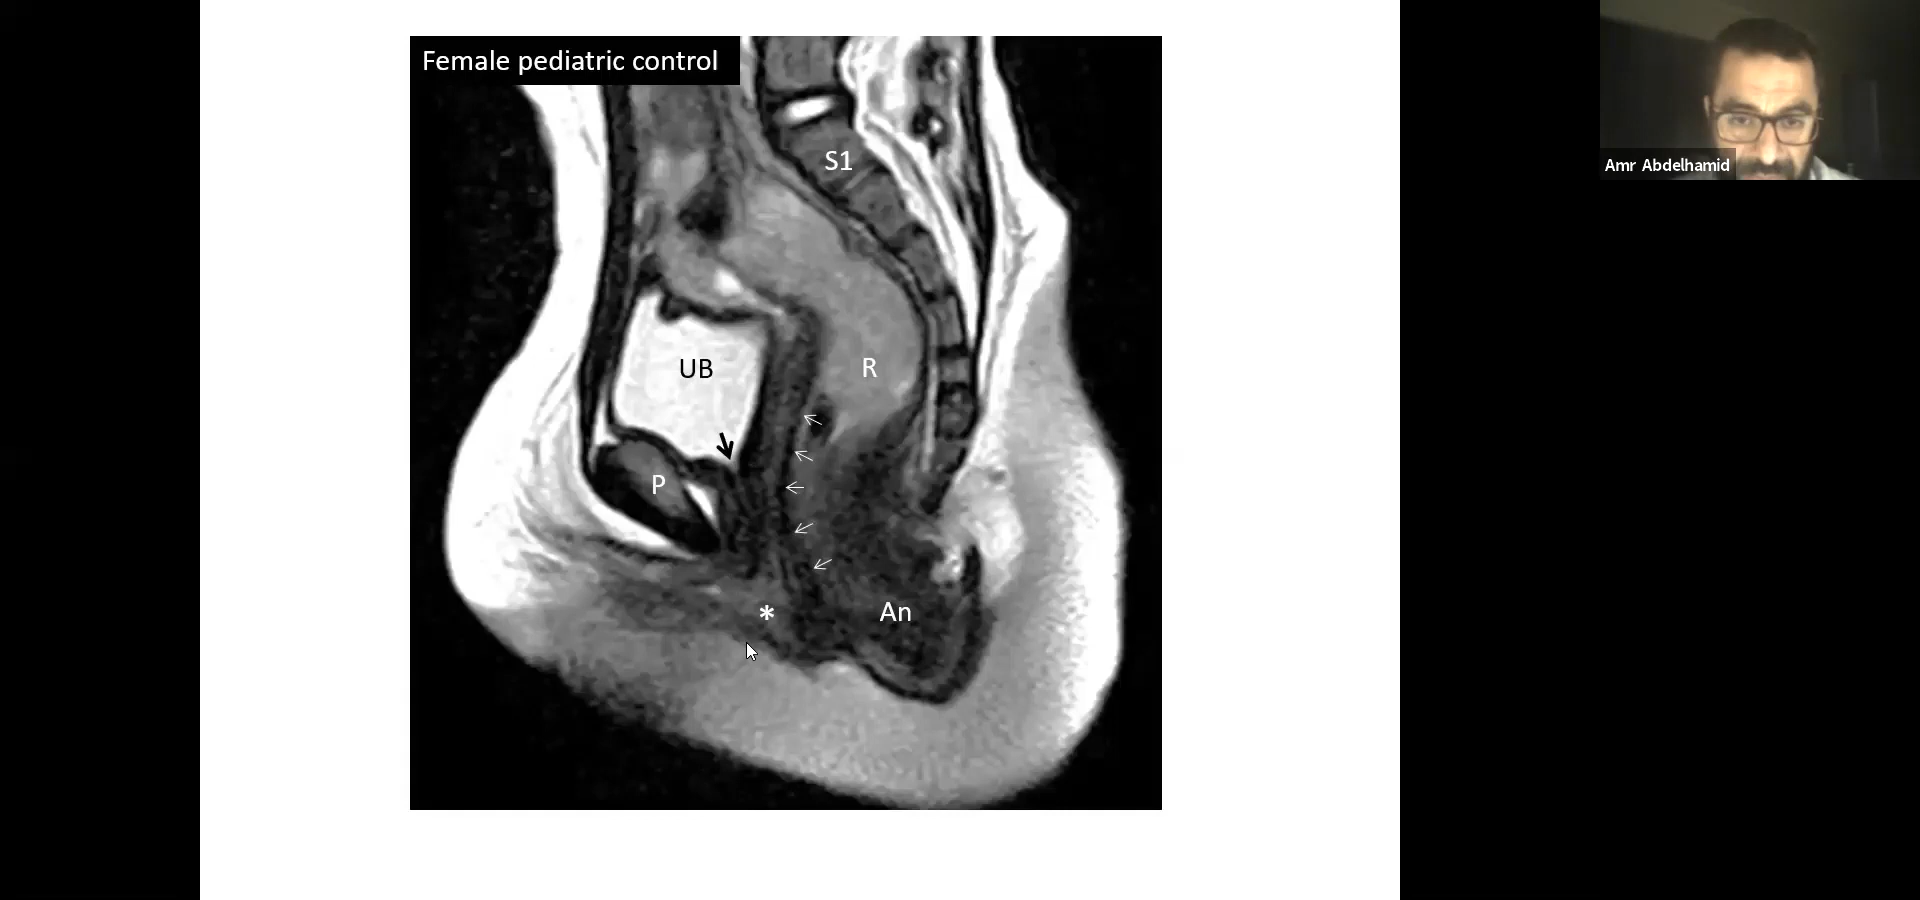 Female pediatric control
S1
UB
R
P
*
An
Amr Abdelhamid